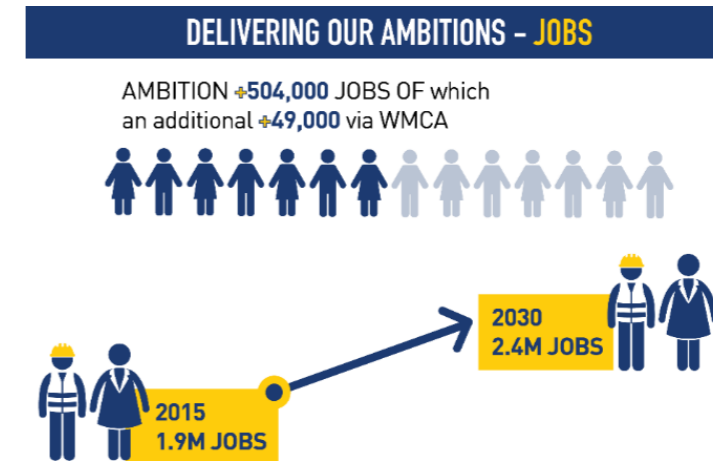 DELIVERING OUR AMBITIONS – JOBS
AMBITION +504,000 JOBS OF which
an additional +49,000 via WMCA
2030
2.4M JOBS
2015
1.9M JOBS